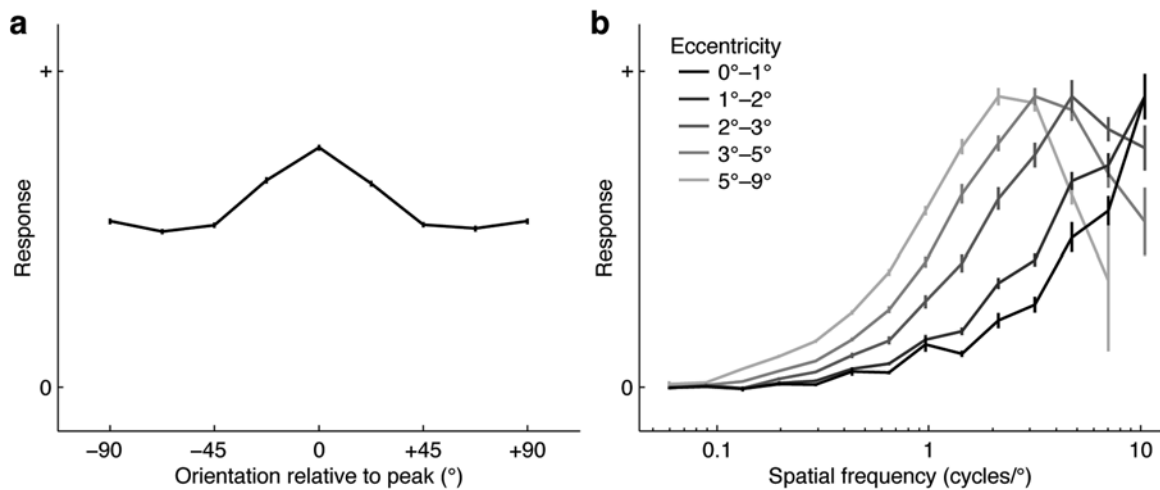 a
+
Response
0
−90
−45
0
+45
+90
Orientation relative to peak (°)
b
Eccentricity
0°–1°
1°–2°
2°–3°
3°–5°
5°–9°
+
Response
0
0.1
1
10
Spatial frequency (cycles/°)